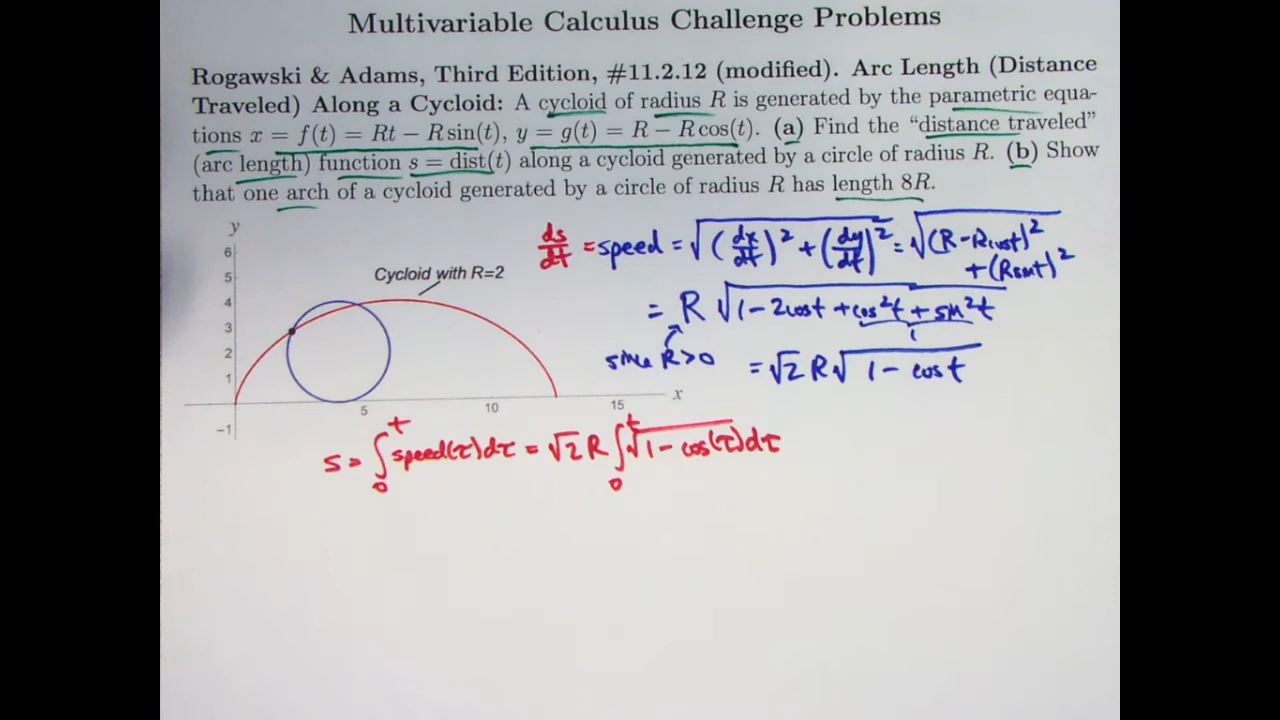 Multivariable Calculus Challenge Problems
Rogawski & Adams, Third Edition, #11.2.12 (modified). Arc Length (Distance
Traveled) Along a Cycloid: A cycloid of radius R is generated by the parametric equa-
tions x = f(t) = Rt − R sin(t), y = g(t) = R − R cos(t). (a) Find the “distance traveled”
(arc length) function s = dist(t) along a cycloid generated by a circle of radius R. (b) Show
that one arch of a cycloid generated by a circle of radius R has length 8R.
y
6
5
4
3
2
1
−1
Cycloid with R=2
5
10
15
x
ds/dt = speed = √((dx/dt)² + (dy/dt)²) = √((R − Rcost)²
+ (Rsint)²)
= R √(1 − 2cost + cos²t + sin²t)
1
since R>0
= √2 R √(1 − cost)
s = ∫₀ᵗ speed(τ)dτ = √2 R ∫₀ᵗ √(1 − cos(τ)) dτ